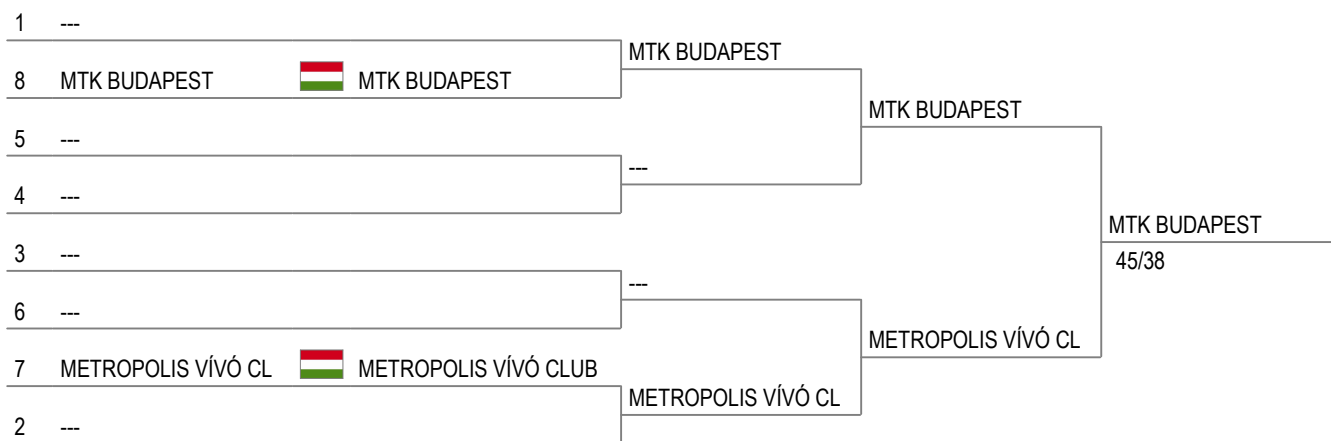 1 ---
MTK BUDAPEST
8 MTK BUDAPEST MTK BUDAPEST
MTK BUDAPEST
5 ---
---
4 ---
MTK BUDAPEST
45/38
3 ---
---
6 ---
METROPOLIS VÍVÓ CL
7 METROPOLIS VÍVÓ CL METROPOLIS VÍVÓ CLUB
METROPOLIS VÍVÓ CL
2 ---